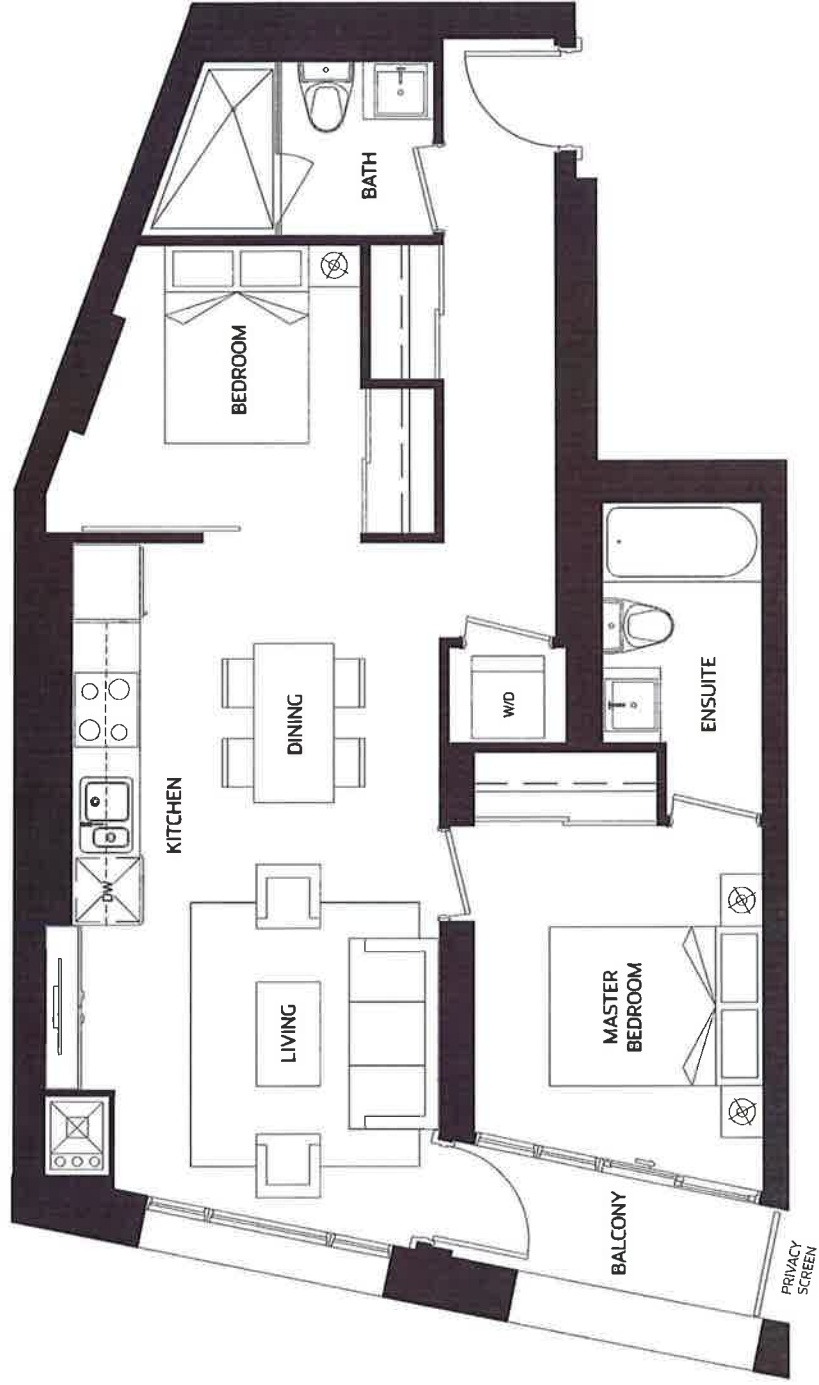 BATH
BEDROOM
KITCHEN
DINING
W/D
ENSUITE
DW
LIVING
MASTER
BEDROOM
BALCONY
PRIVACY
SCREEN